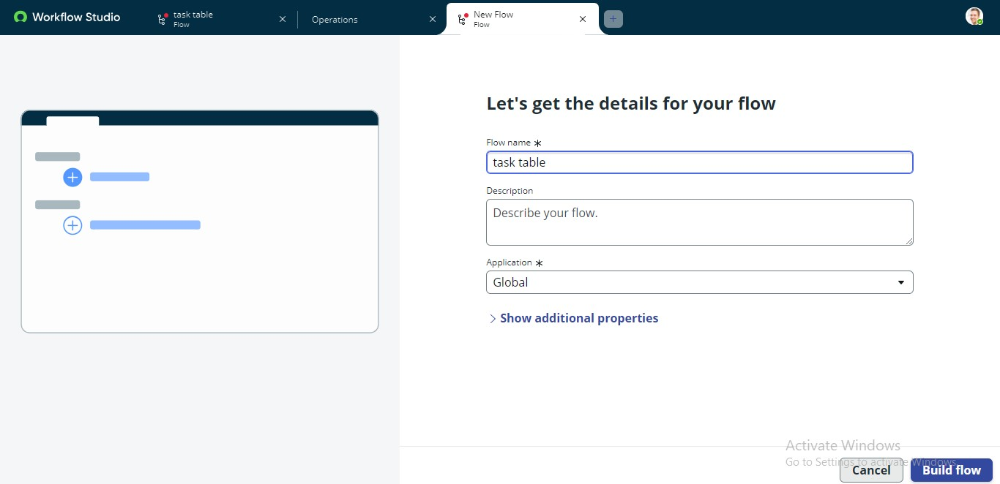 Workflow Studio
task table
Flow
Operations
New Flow
Flow
Let's get the details for your flow
Flow name *
task table
Description
Describe your flow.
Application *
Global
Show additional properties
Activate Windows
Go to Settings to activate Windows.
Cancel
Build flow